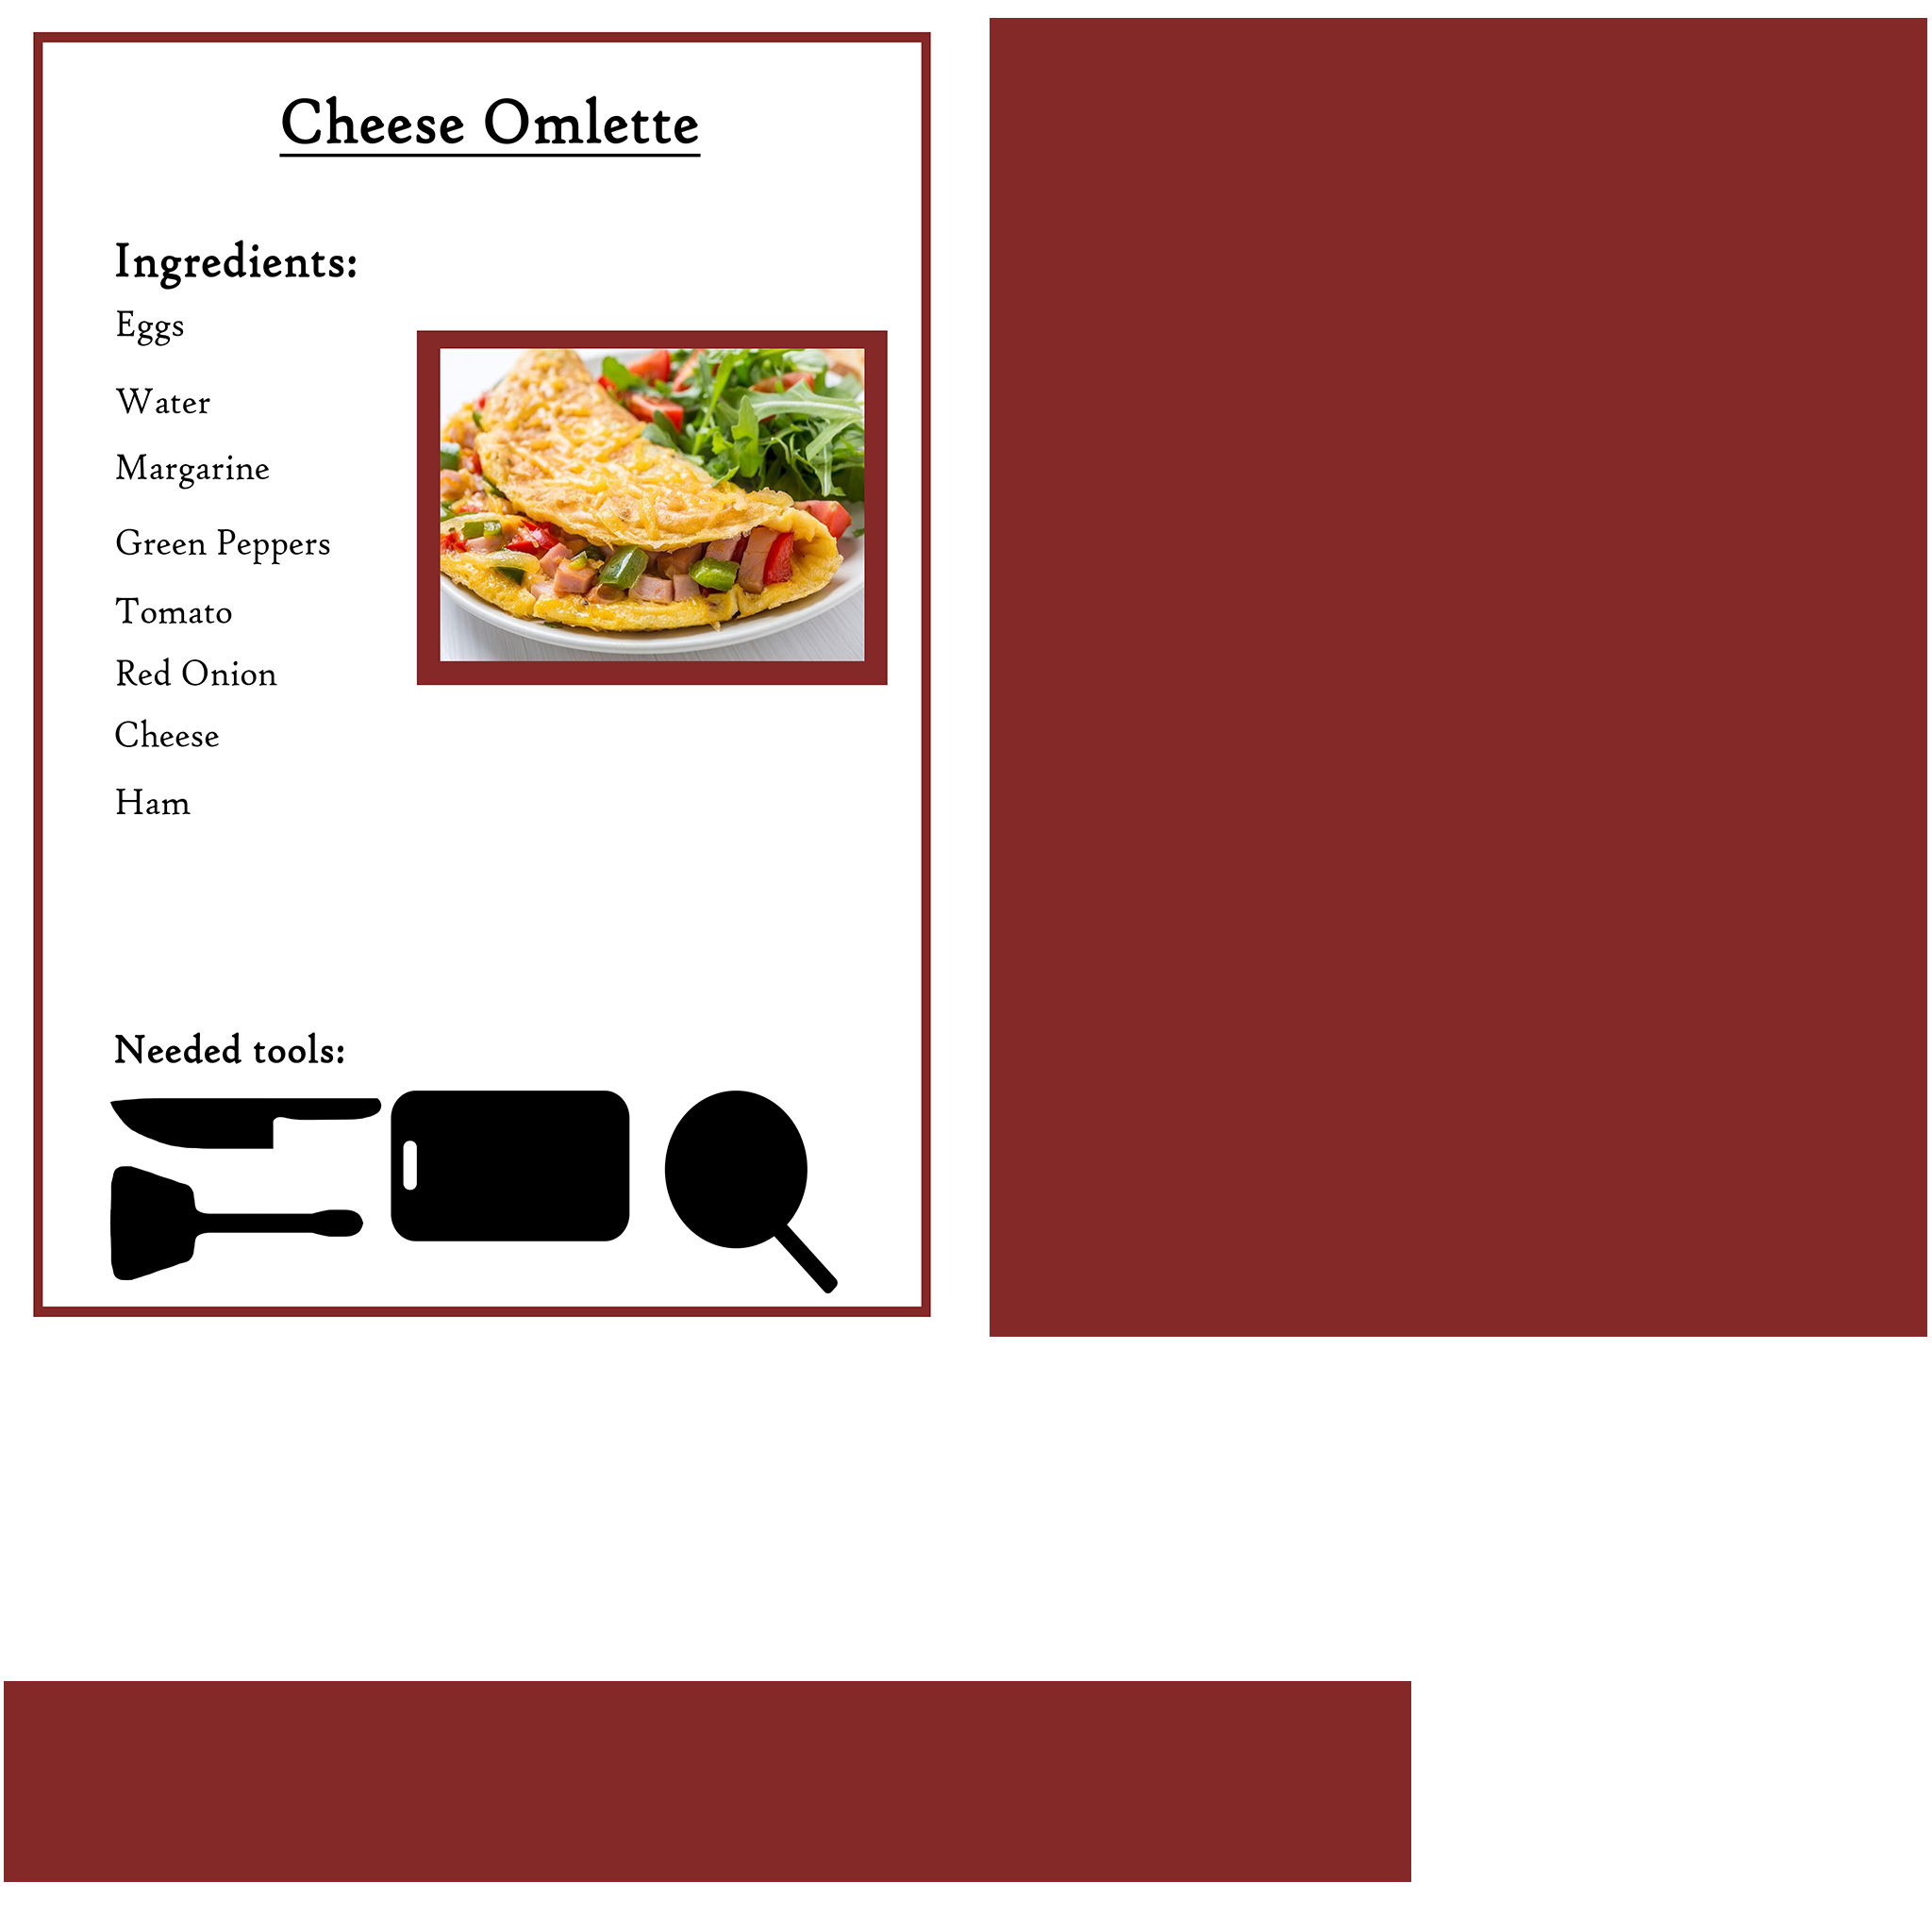 Cheese Omlette
Ingredients:
Eggs
Water
Margarine
Green Peppers
Tomato
Red Onion
Cheese
Ham
Needed tools: